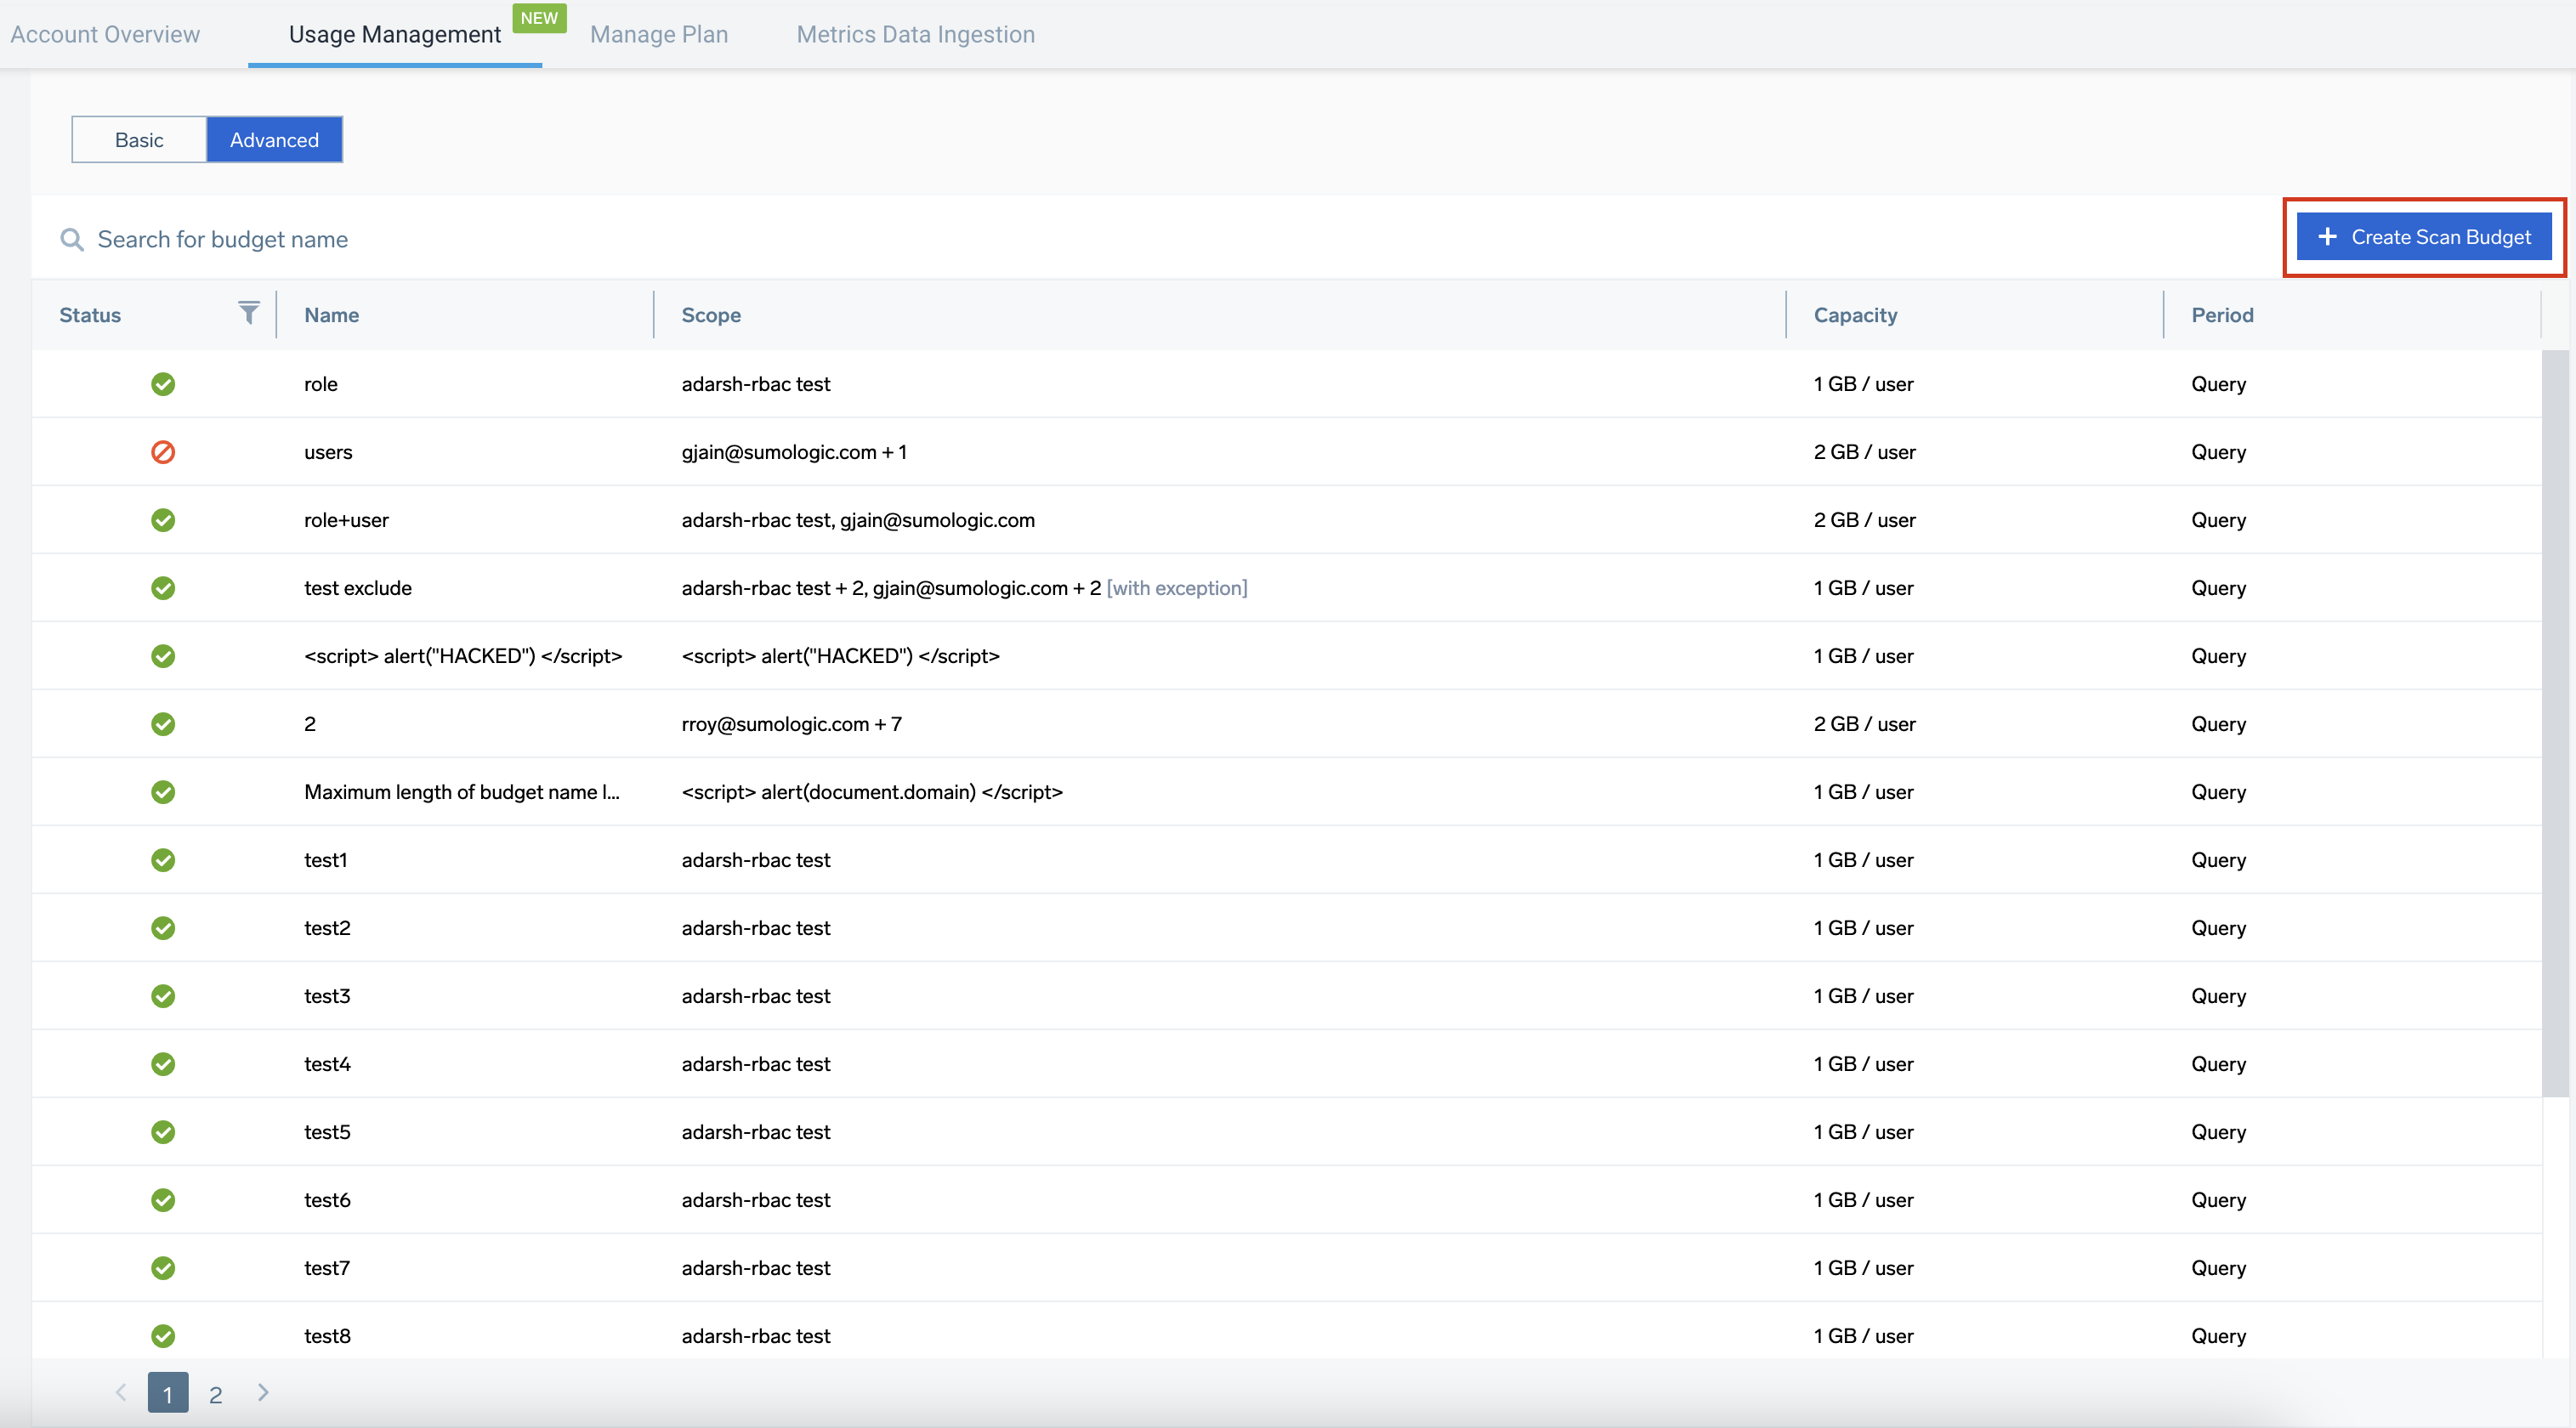 Account Overview Usage Management NEW Manage Plan Metrics Data Ingestion
Basic Advanced
Search for budget name + Create Scan Budget
Status Name Scope Capacity Period
role adarsh-rbac test 1 GB / user Query
users gjain@sumologic.com + 1 2 GB / user Query
role+user adarsh-rbac test, gjain@sumologic.com 2 GB / user Query
test exclude adarsh-rbac test + 2, gjain@sumologic.com + 2 [with exception] 1 GB / user Query
<script> alert("HACKED") </script> <script> alert("HACKED") </script> 1 GB / user Query
2 rroy@sumologic.com + 7 2 GB / user Query
Maximum length of budget name l... <script> alert(document.domain) </script> 1 GB / user Query
test1 adarsh-rbac test 1 GB / user Query
test2 adarsh-rbac test 1 GB / user Query
test3 adarsh-rbac test 1 GB / user Query
test4 adarsh-rbac test 1 GB / user Query
test5 adarsh-rbac test 1 GB / user Query
test6 adarsh-rbac test 1 GB / user Query
test7 adarsh-rbac test 1 GB / user Query
test8 adarsh-rbac test 1 GB / user Query
1 2